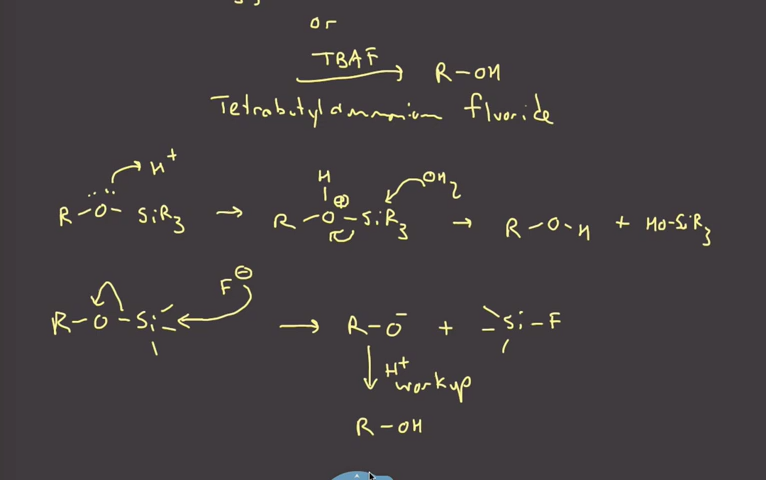 or
TBAF
R-OH
Tetrabutylammonium fluoride
H+
R-O-SiR3 → R-O-SiR3 → R-O-H + HO-SiR3
H
⊕
OH2
F⊖
R-O-Si → R-O- + Si-F
H+
workup
R-OH